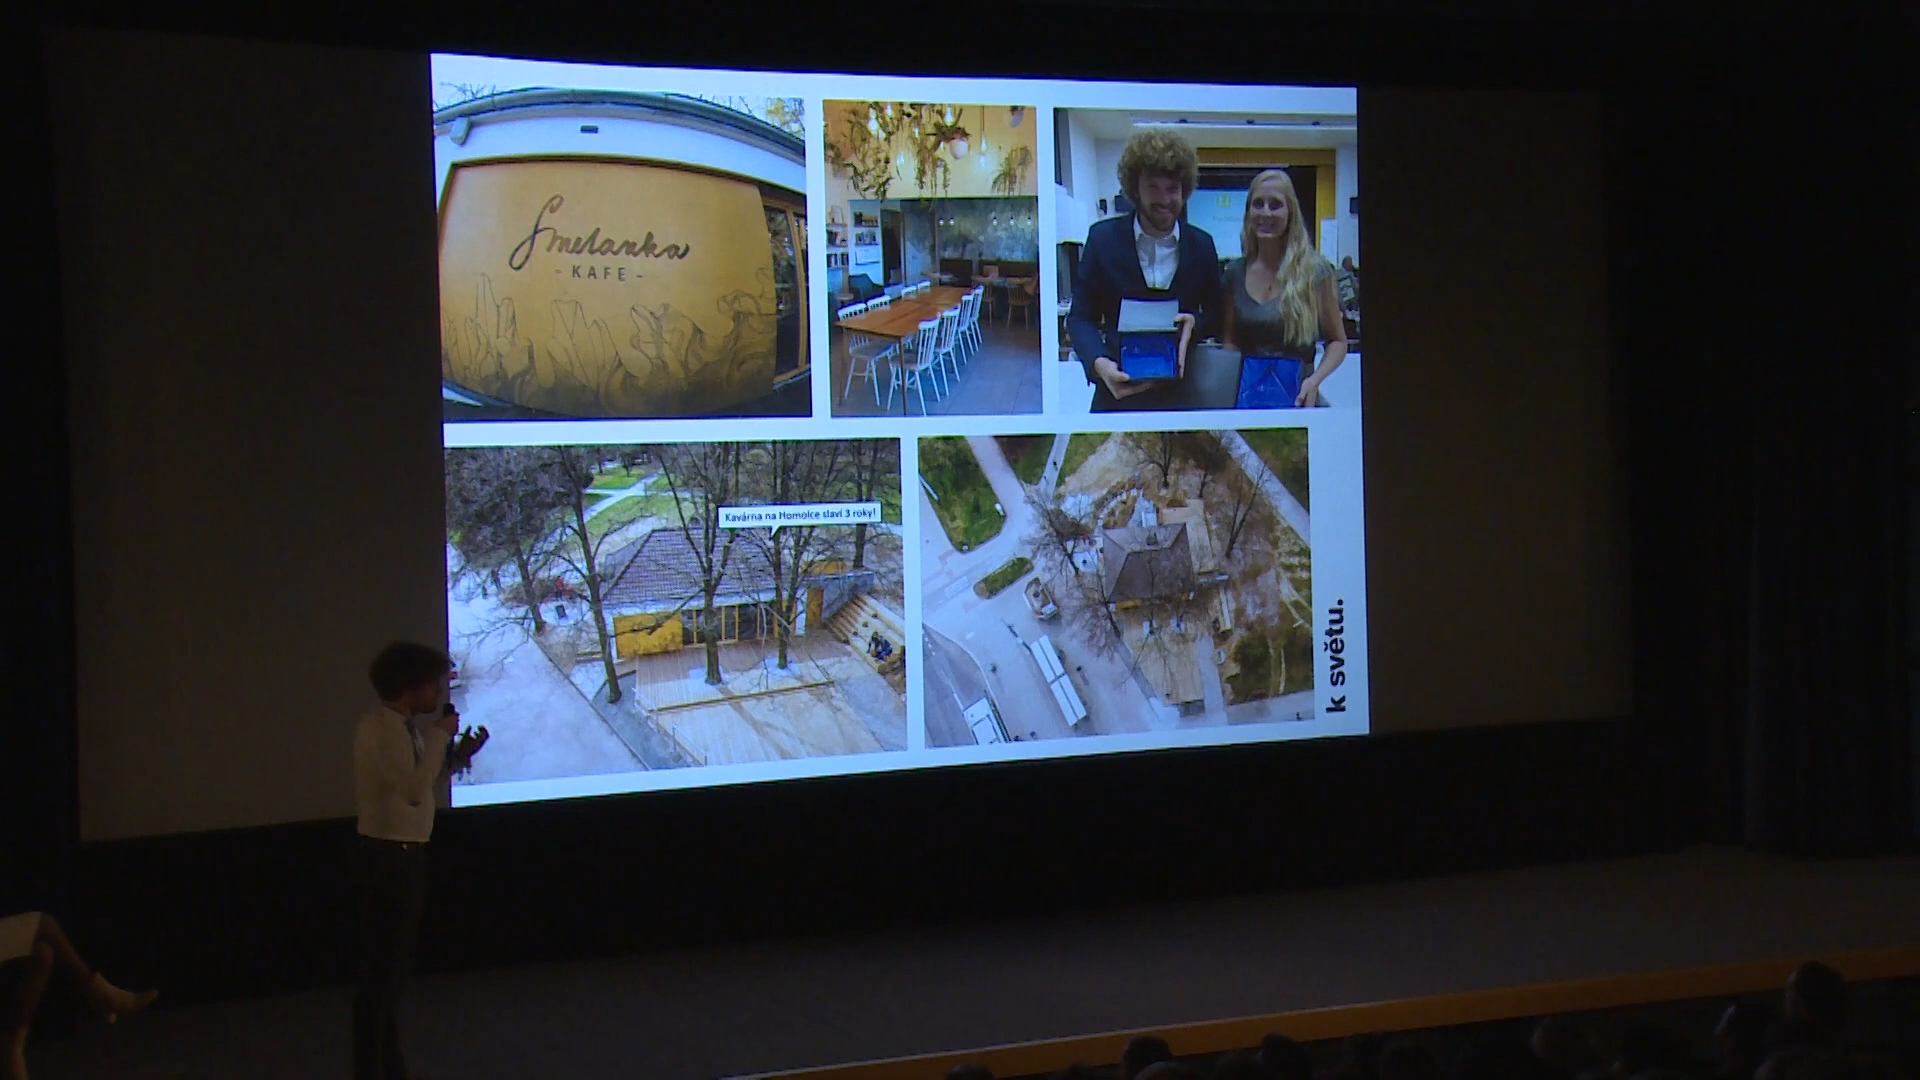 Smetanka
- KAFE -
Kavárna na Homolce slaví 3 roky!
k světu.